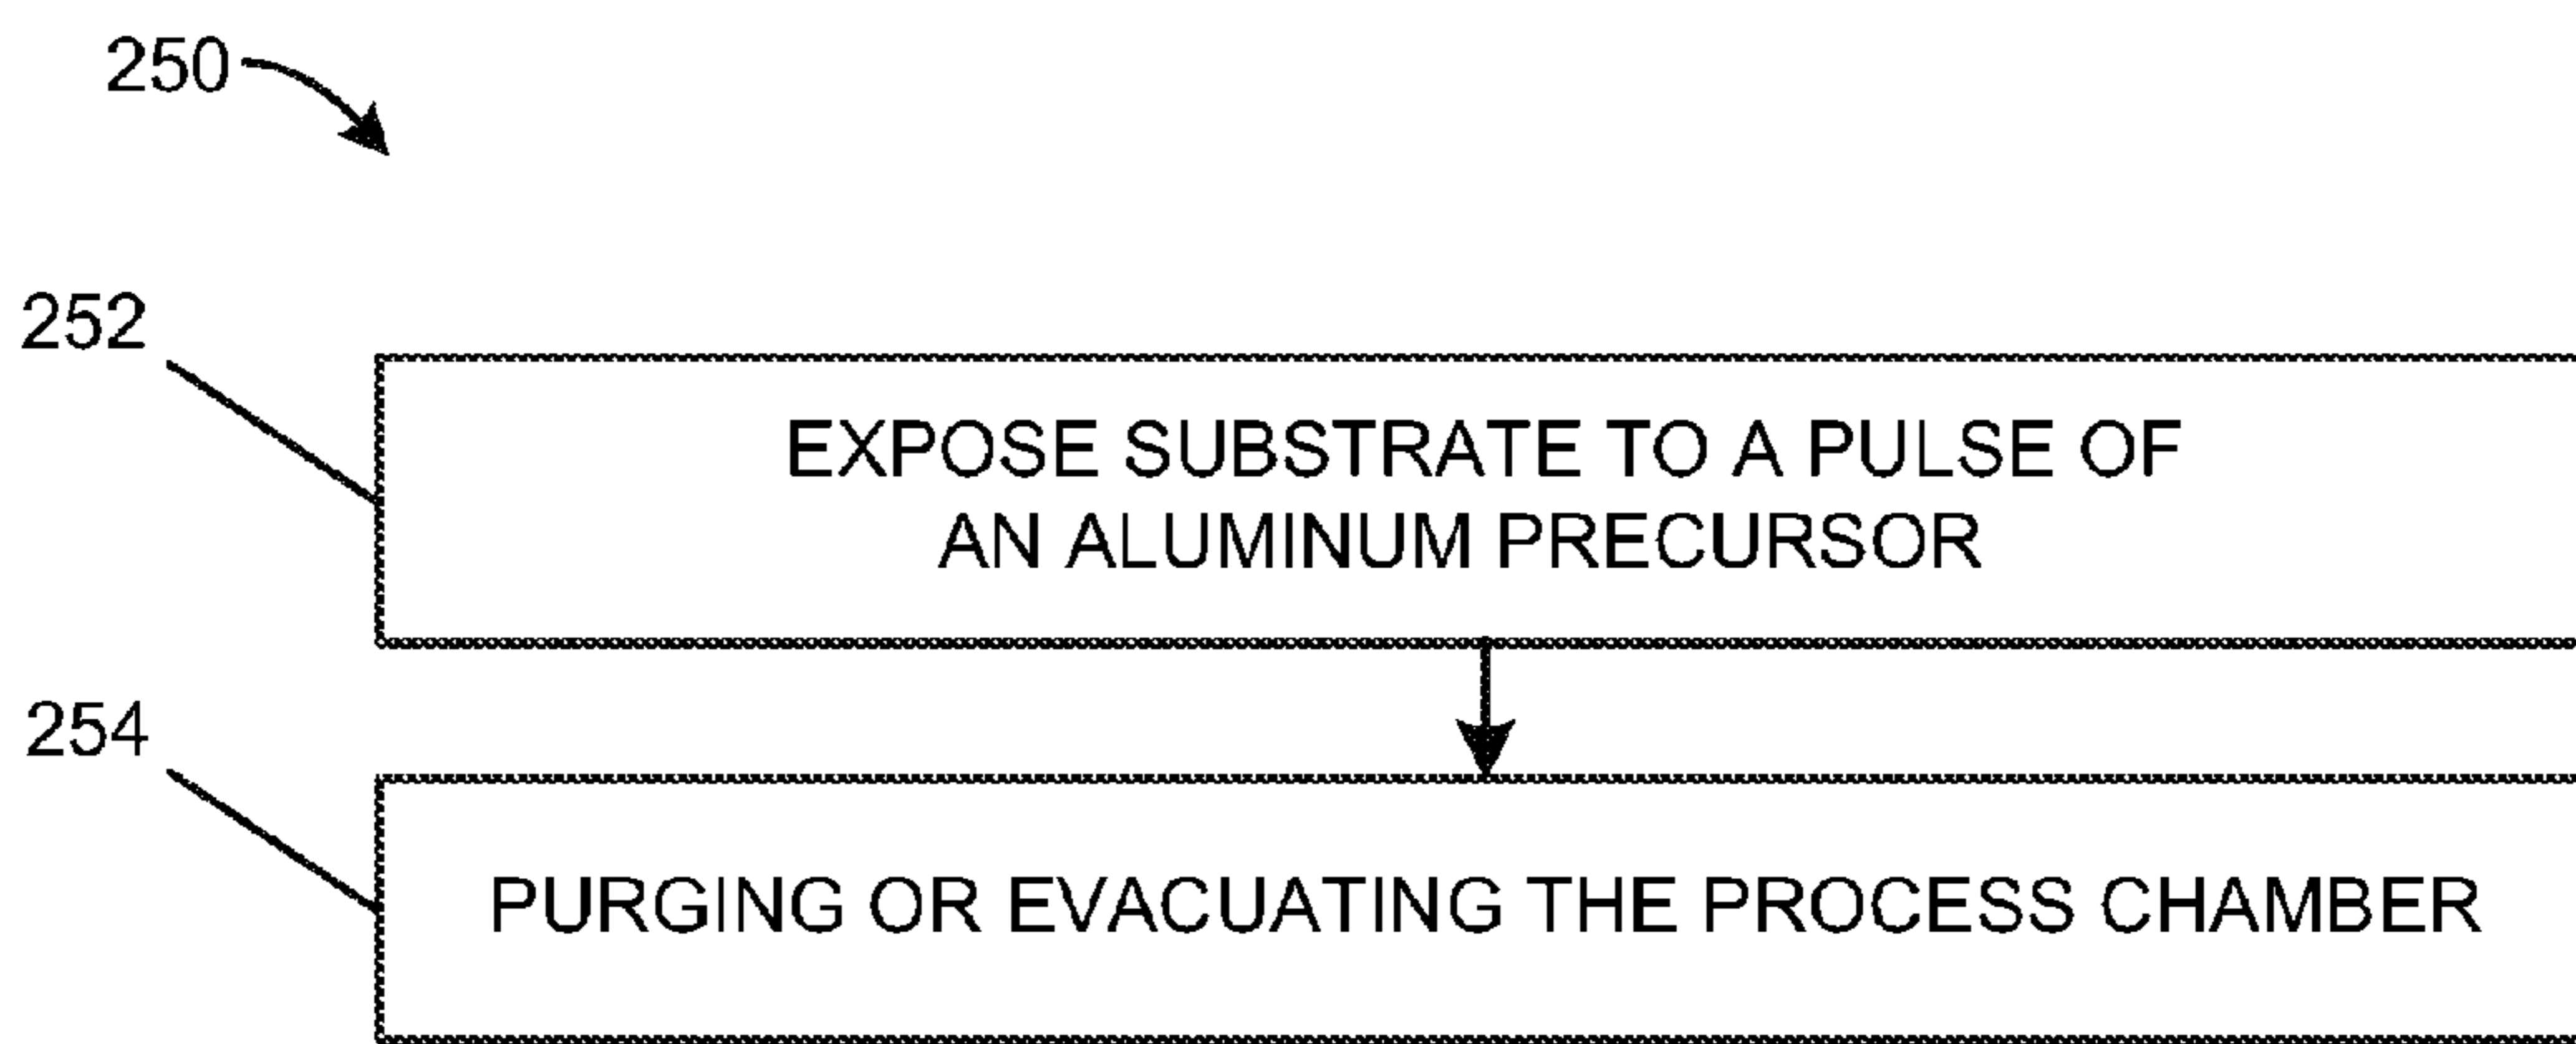 250
252
EXPOSE SUBSTRATE TO A PULSE OF
AN ALUMINUM PRECURSOR
254
PURGING OR EVACUATING THE PROCESS CHAMBER